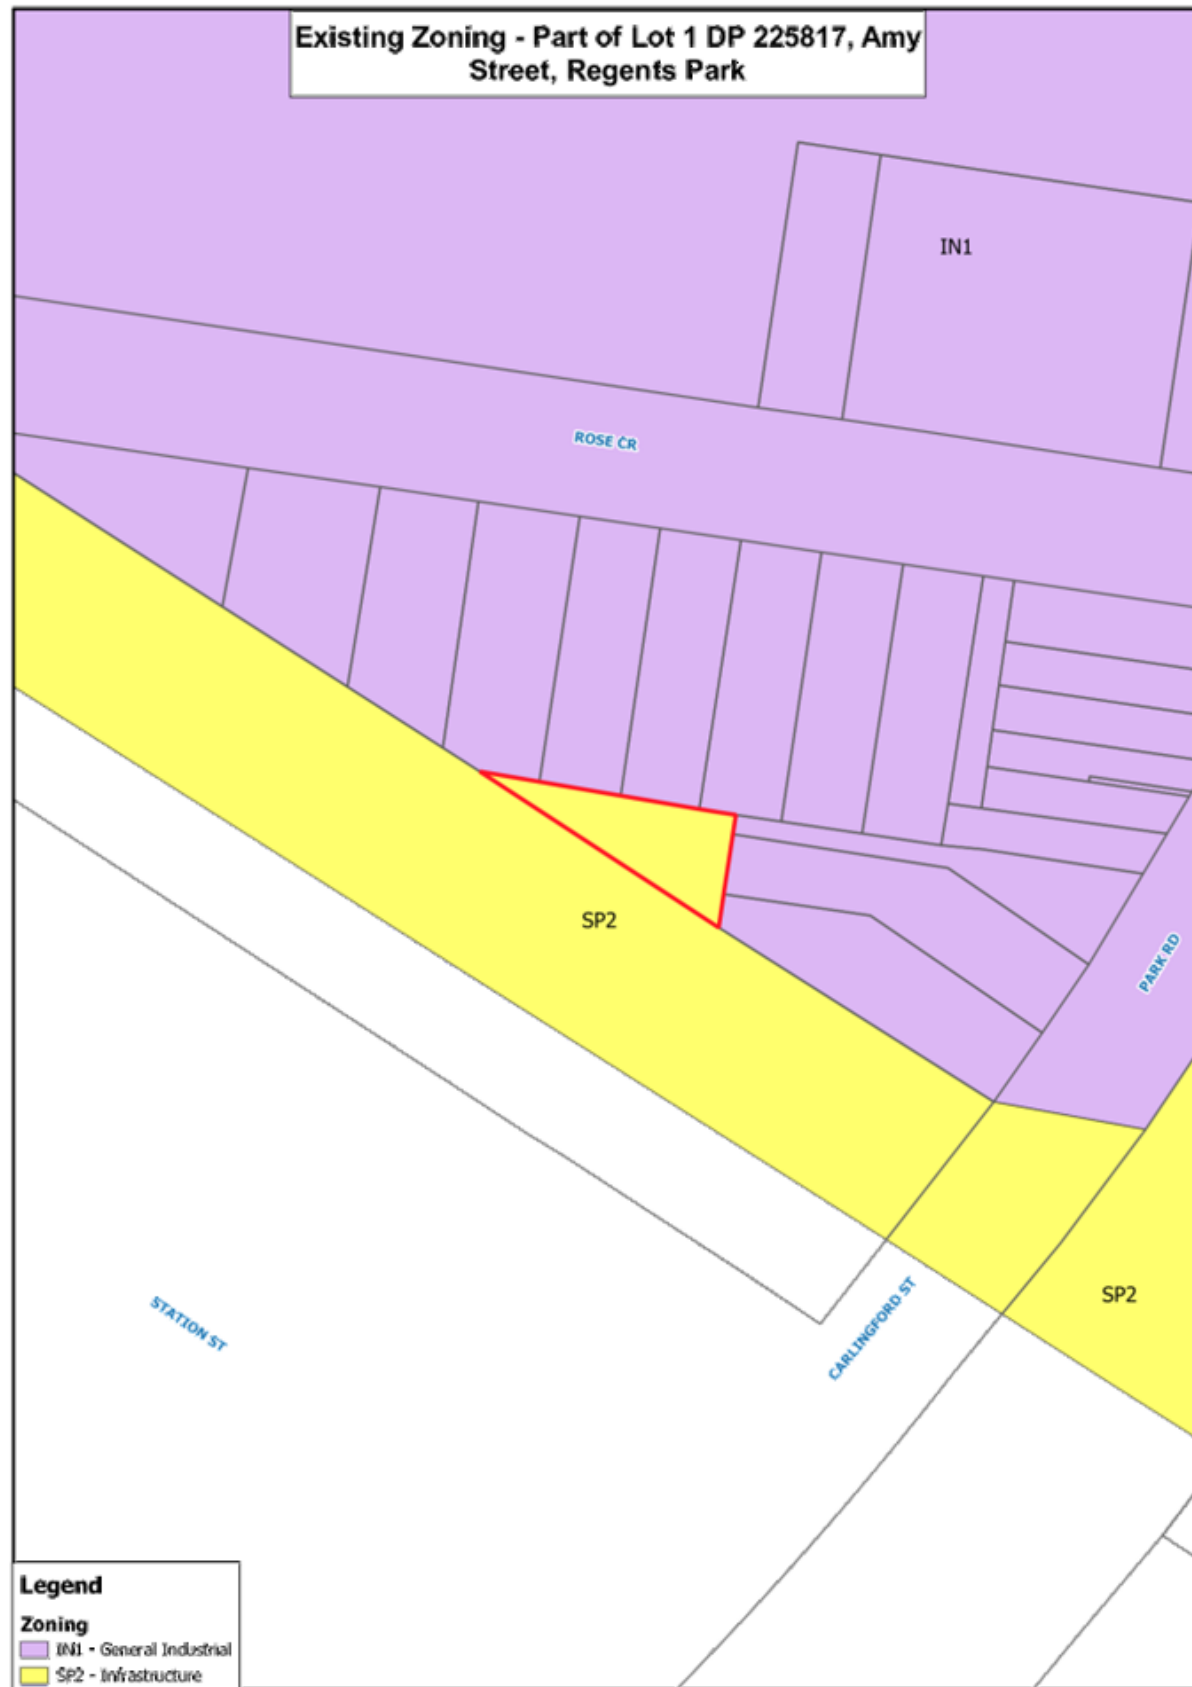 Existing Zoning - Part of Lot 1 DP 225817, Amy
Street, Regents Park
IN1
ROSE CR
SP2
PARK RD
SP2
CARLINGFORD ST
STATION ST
Legend
Zoning
IN1 - General Industrial
SP2 - Infrastructure